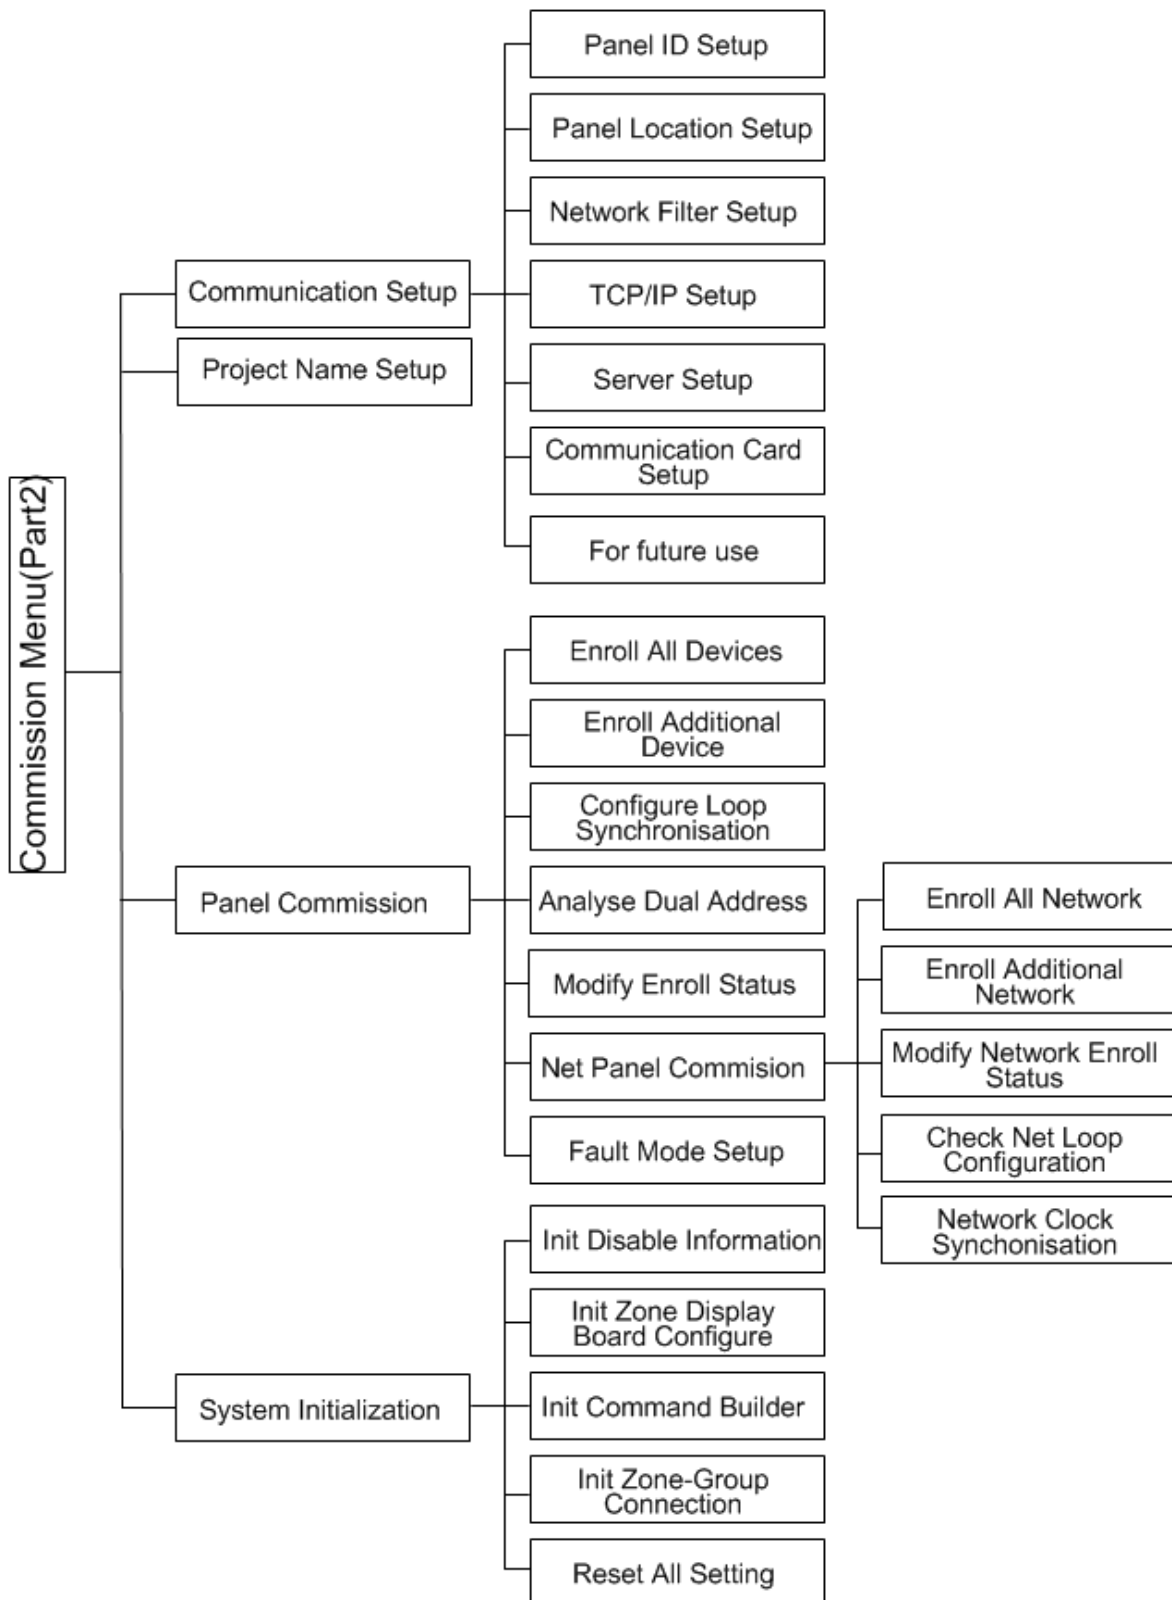 Commission Menu(Part2)
Communication Setup
Panel ID Setup
Panel Location Setup
Network Filter Setup
TCP/IP Setup
Server Setup
Communication Card
Setup
For future use
Project Name Setup
Panel Commission
Enroll All Devices
Enroll Additional
Device
Configure Loop
Synchronisation
Analyse Dual Address
Modify Enroll Status
Net Panel Commision
Enroll All Network
Enroll Additional
Network
Modify Network Enroll
Status
Check Net Loop
Configuration
Network Clock
Synchonisation
Fault Mode Setup
System Initialization
Init Disable Information
Init Zone Display
Board Configure
Init Command Builder
Init Zone-Group
Connection
Reset All Setting